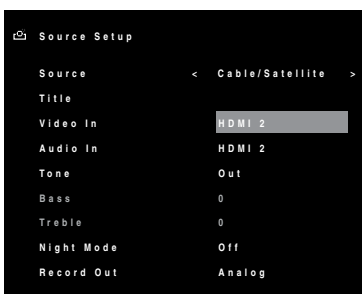 Source Setup
Source < Cable/Satellite >
Title
Video In HDMI 2
Audio In HDMI 2
Tone Out
Bass 0
Treble 0
Night Mode Off
Record Out Analog